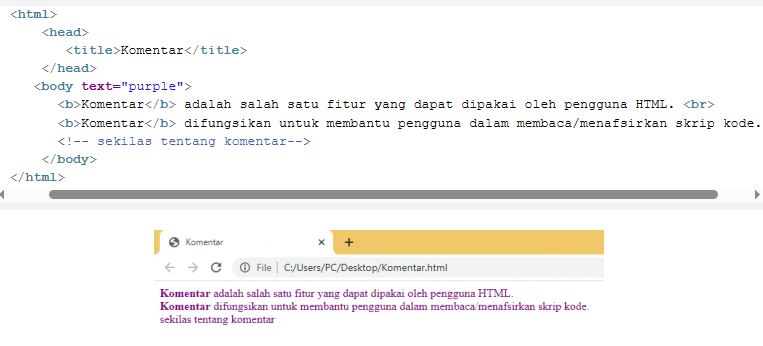 <html>
<head>
<title>Komentar</title>
</head>
<body text="purple">
<b>Komentar</b> adalah salah satu fitur yang dapat dipakai oleh pengguna HTML. <br>
<b>Komentar</b> difungsikan untuk membantu pengguna dalam membaca/menafsirkan skrip kode.
<!-- sekilas tentang komentar-->
</body>
</html>
Komentar
File C:/Users/PC/Desktop/Komentar.html
Komentar adalah salah satu fitur yang dapat dipakai oleh pengguna HTML.
Komentar difungsikan untuk membantu pengguna dalam membaca/menafsirkan skrip kode.
sekilas tentang komentar